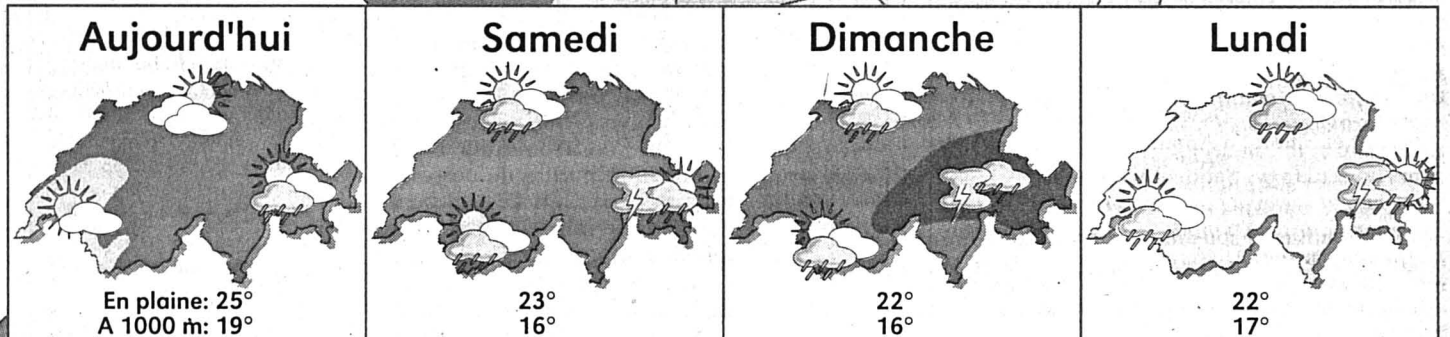 Aujourd'hui
En plaine: 25°
A 1000 m: 19°
Samedi
23°
16°
Dimanche
22°
16°
Lundi
22°
17°